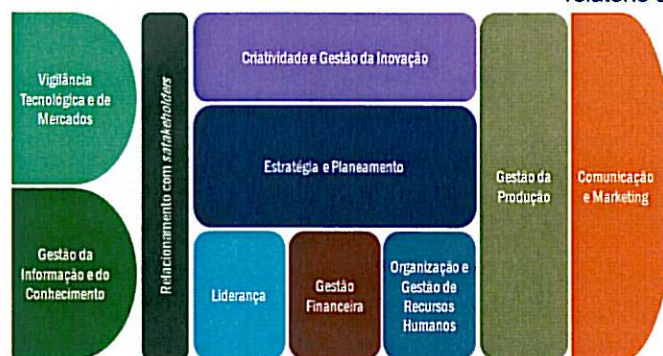 relatório
Vigilância
Tecnológica e de
Mercados
Gestão da
Informação e do
Conhecimento
Relacionamento com satakeholders
Criatividade e Gestão da Inovação
Estratégia e Planeamento
Liderança
Gestão
Financeira
Organização e
Gestão de
Recursos
Humanos
Gestão da
Produção
Comunicação
e Marketing